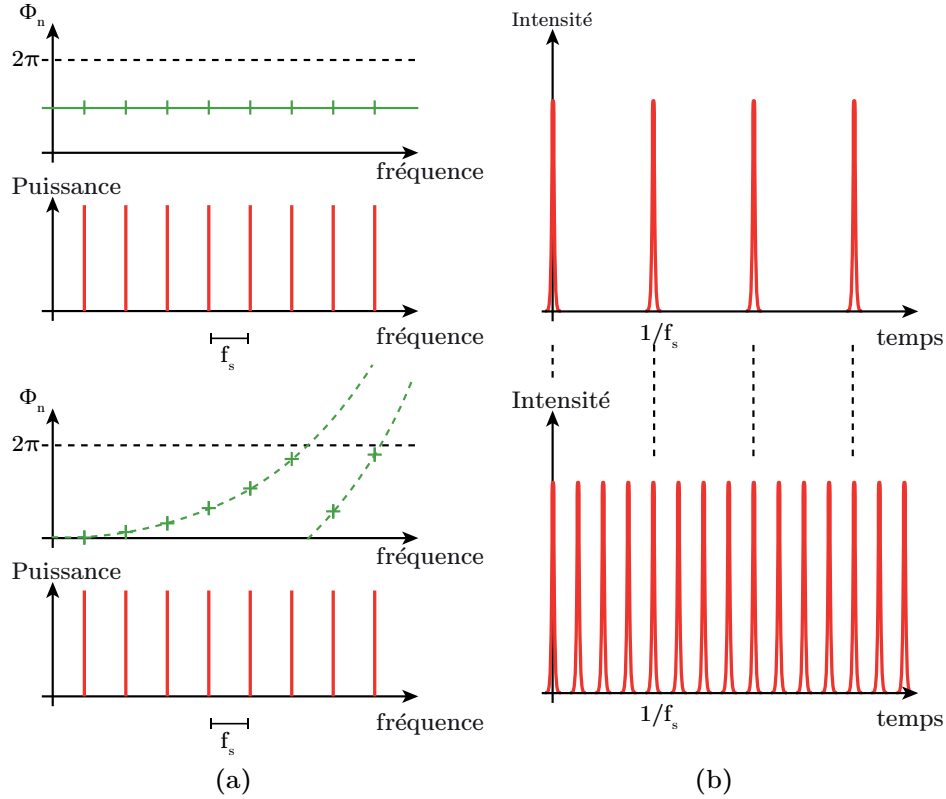 Φₙ
2π
fréquence
Puissance
fréquence
fₛ
Φₙ
2π
fréquence
Puissance
fréquence
fₛ
(a)
Intensité
1/fₛ
temps
Intensité
1/fₛ
temps
(b)